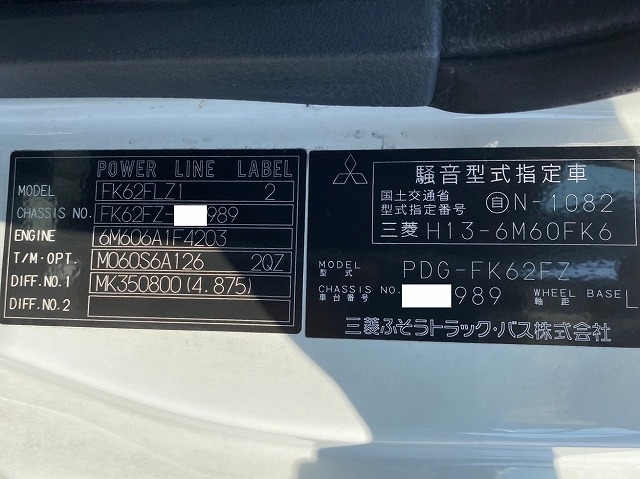 POWER LINE LABEL
MODEL FK62FLZ1 2
CHASSIS NO. FK62FZ- 989
ENGINE 6M606A1F4203
T/M・OPT. M060S6A126 2QZ
DIFF.NO.1 MK350800(4.875)
DIFF.NO.2
騒音型式指定車
国土交通省
型式指定番号 自N-1082
三菱 H13-6M60FK6
MODEL
型式 PDG-FK62FZ
CHASSIS NO.
車台番号 989
WHEEL BASE
軸距 L
三菱ふそうトラック・バス株式会社